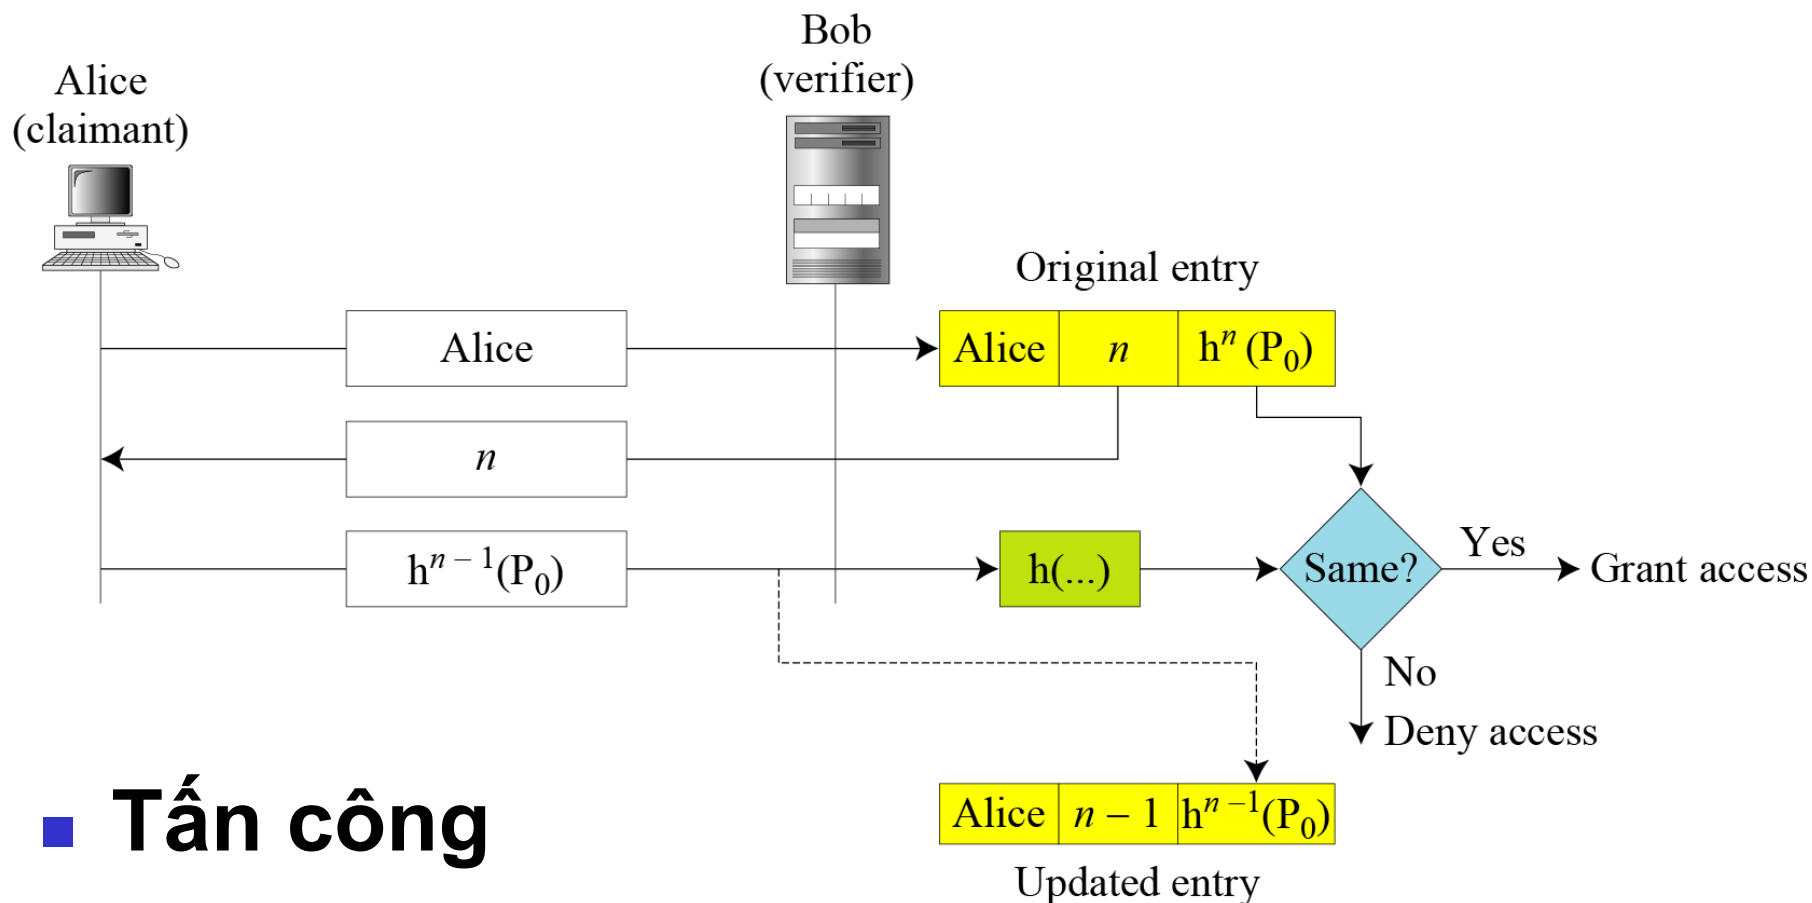 Bob
(verifier)
Alice
(claimant)
Original entry
Alice
Alice n hⁿ (P₀)
n
hⁿ ⁻ ¹(P₀)
h(...)
Same?
Yes
Grant access
No
Deny access
Alice n – 1 hⁿ ⁻¹(P₀)
Updated entry
Tấn công